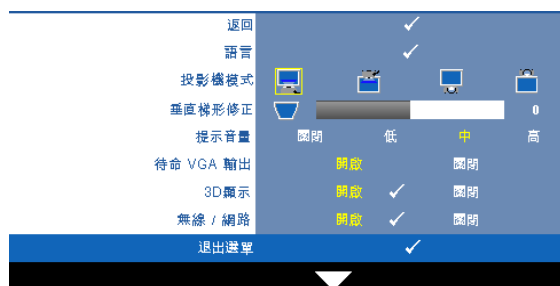 返回
語言
投影機模式
垂直梯形修正 0
提示音量 關閉 低 中 高
待命 VGA 輸出 開啟 關閉
3D顯示 開啟 關閉
無線 / 網路 開啟 關閉
退出選單